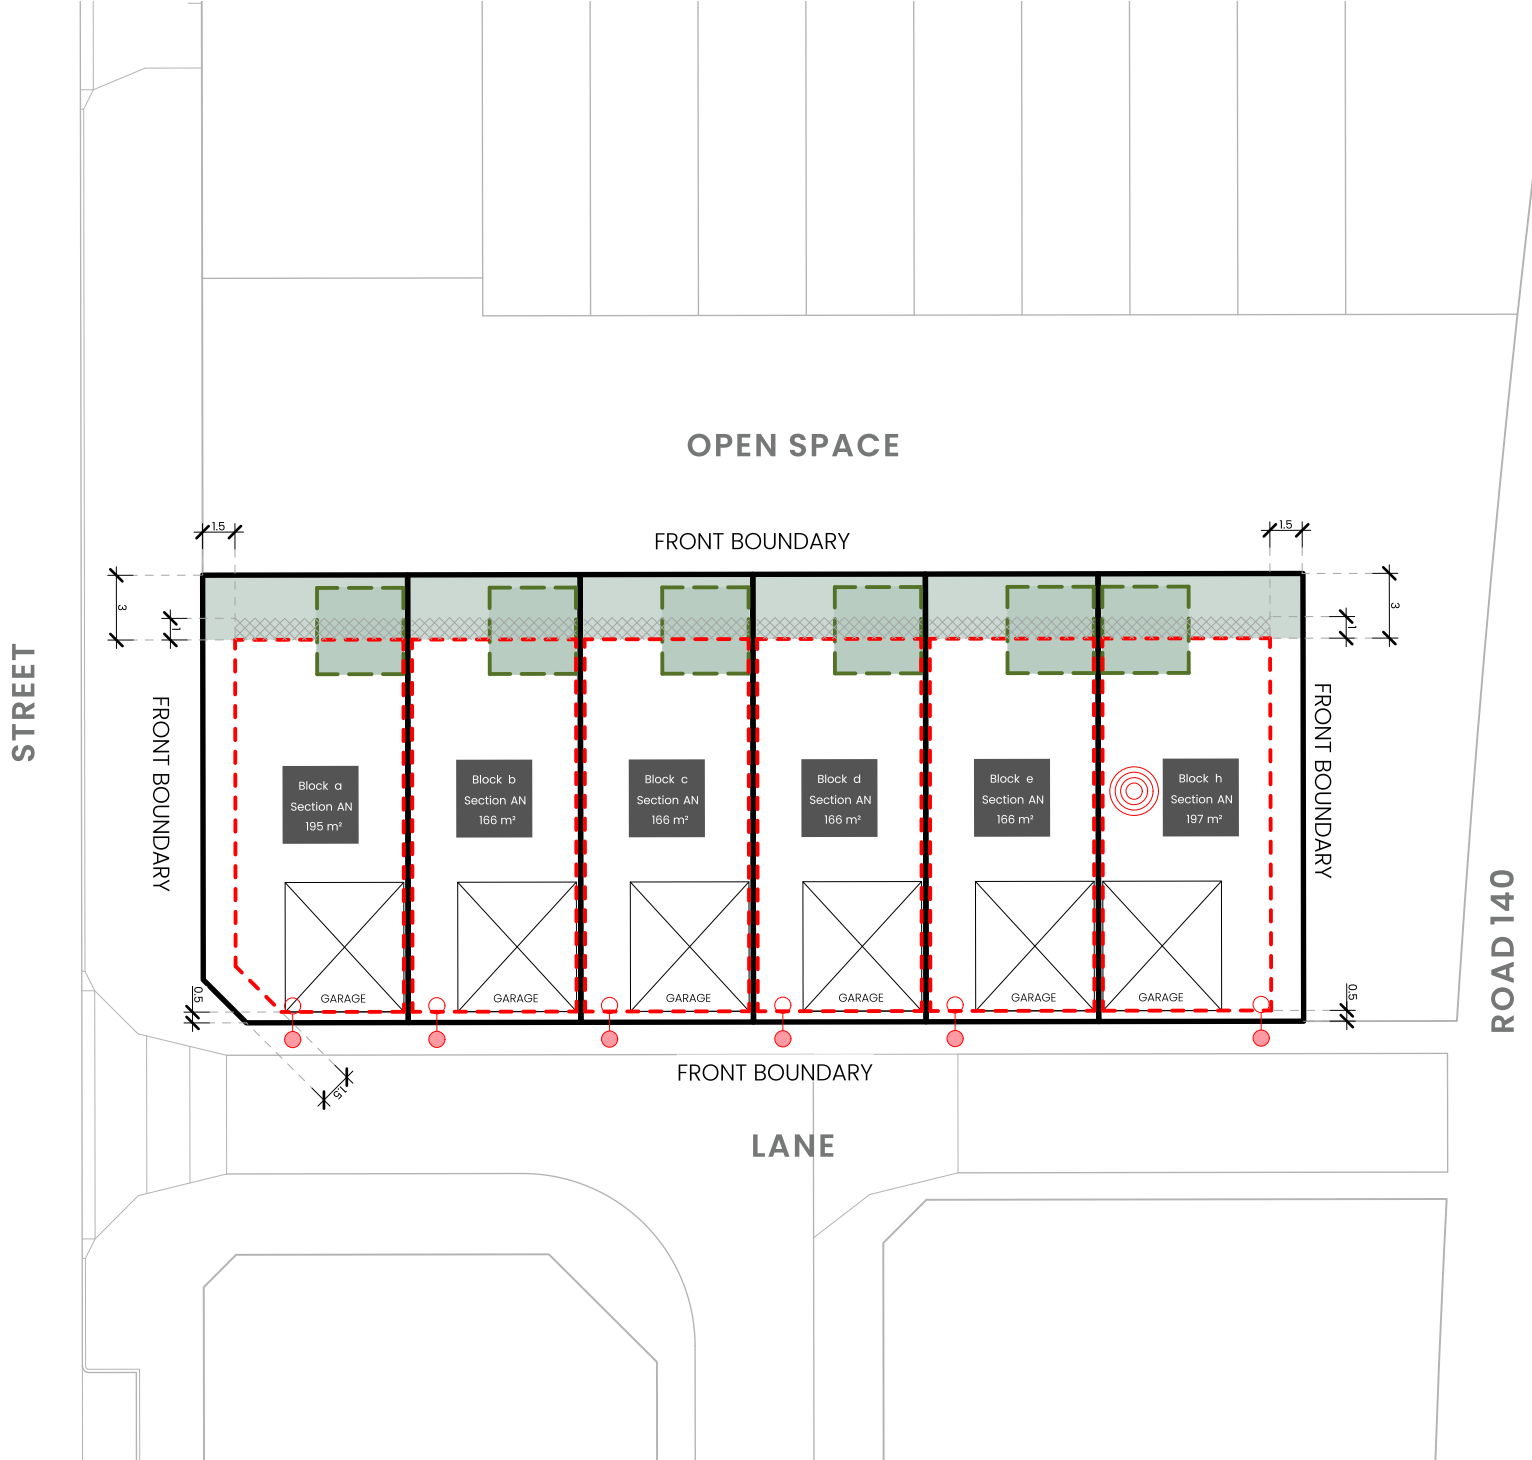 OPEN SPACE
FRONT BOUNDARY
1.5
1.5
3
1
3
1
STREET
FRONT BOUNDARY
FRONT BOUNDARY
ROAD 140
Block a
Section AN
195 m²
Block b
Section AN
166 m²
Block c
Section AN
166 m²
Block d
Section AN
166 m²
Block e
Section AN
166 m²
Block h
Section AN
197 m²
GARAGE
GARAGE
GARAGE
GARAGE
GARAGE
GARAGE
0.5
0.5
1.5
FRONT BOUNDARY
LANE